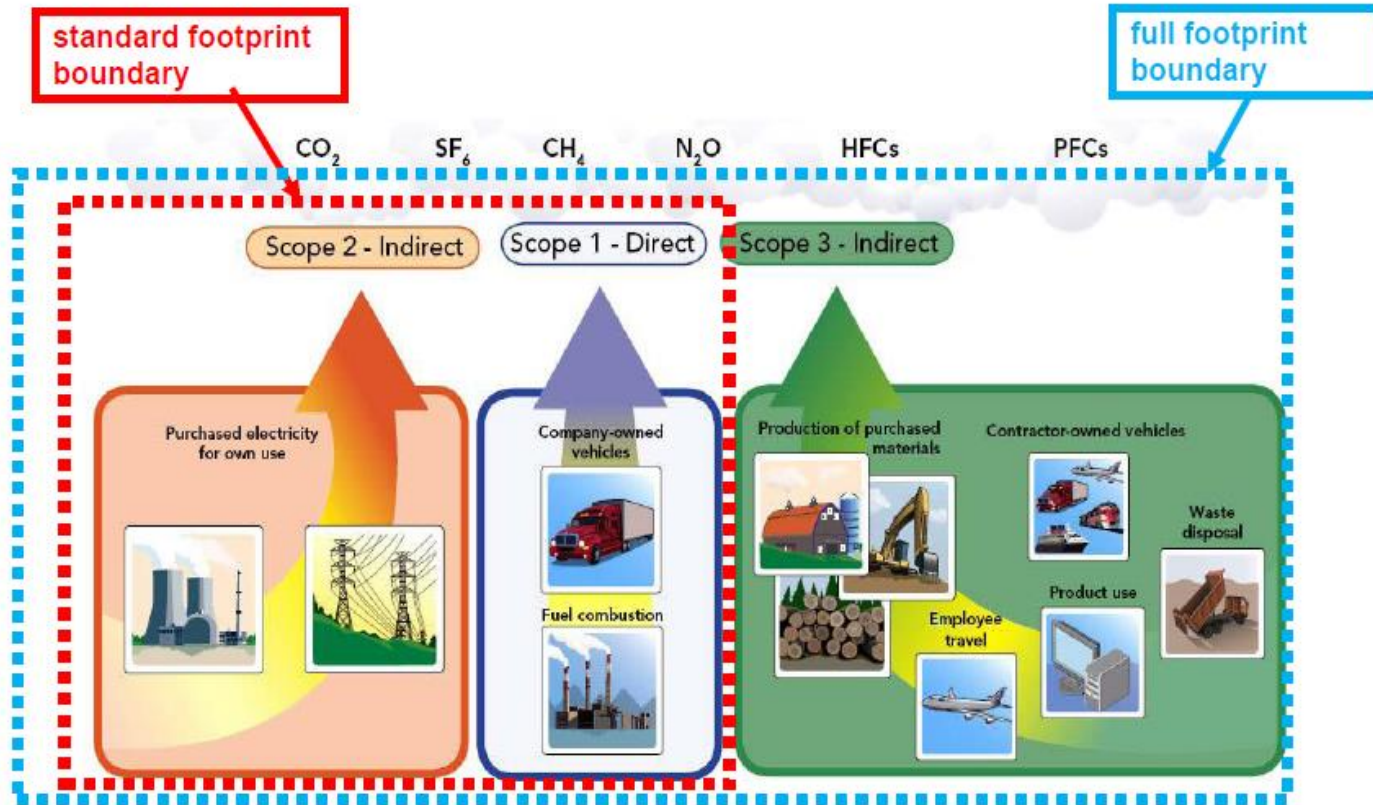 standard footprint
boundary
full footprint
boundary
CO₂ SF₆ CH₄ N₂O HFCs PFCs
Scope 2 - Indirect
Scope 1 - Direct
Scope 3 - Indirect
Purchased electricity
for own use
Company-owned
vehicles
Fuel combustion
Production of purchased
materials
Contractor-owned vehicles
Waste
disposal
Product use
Employee
travel